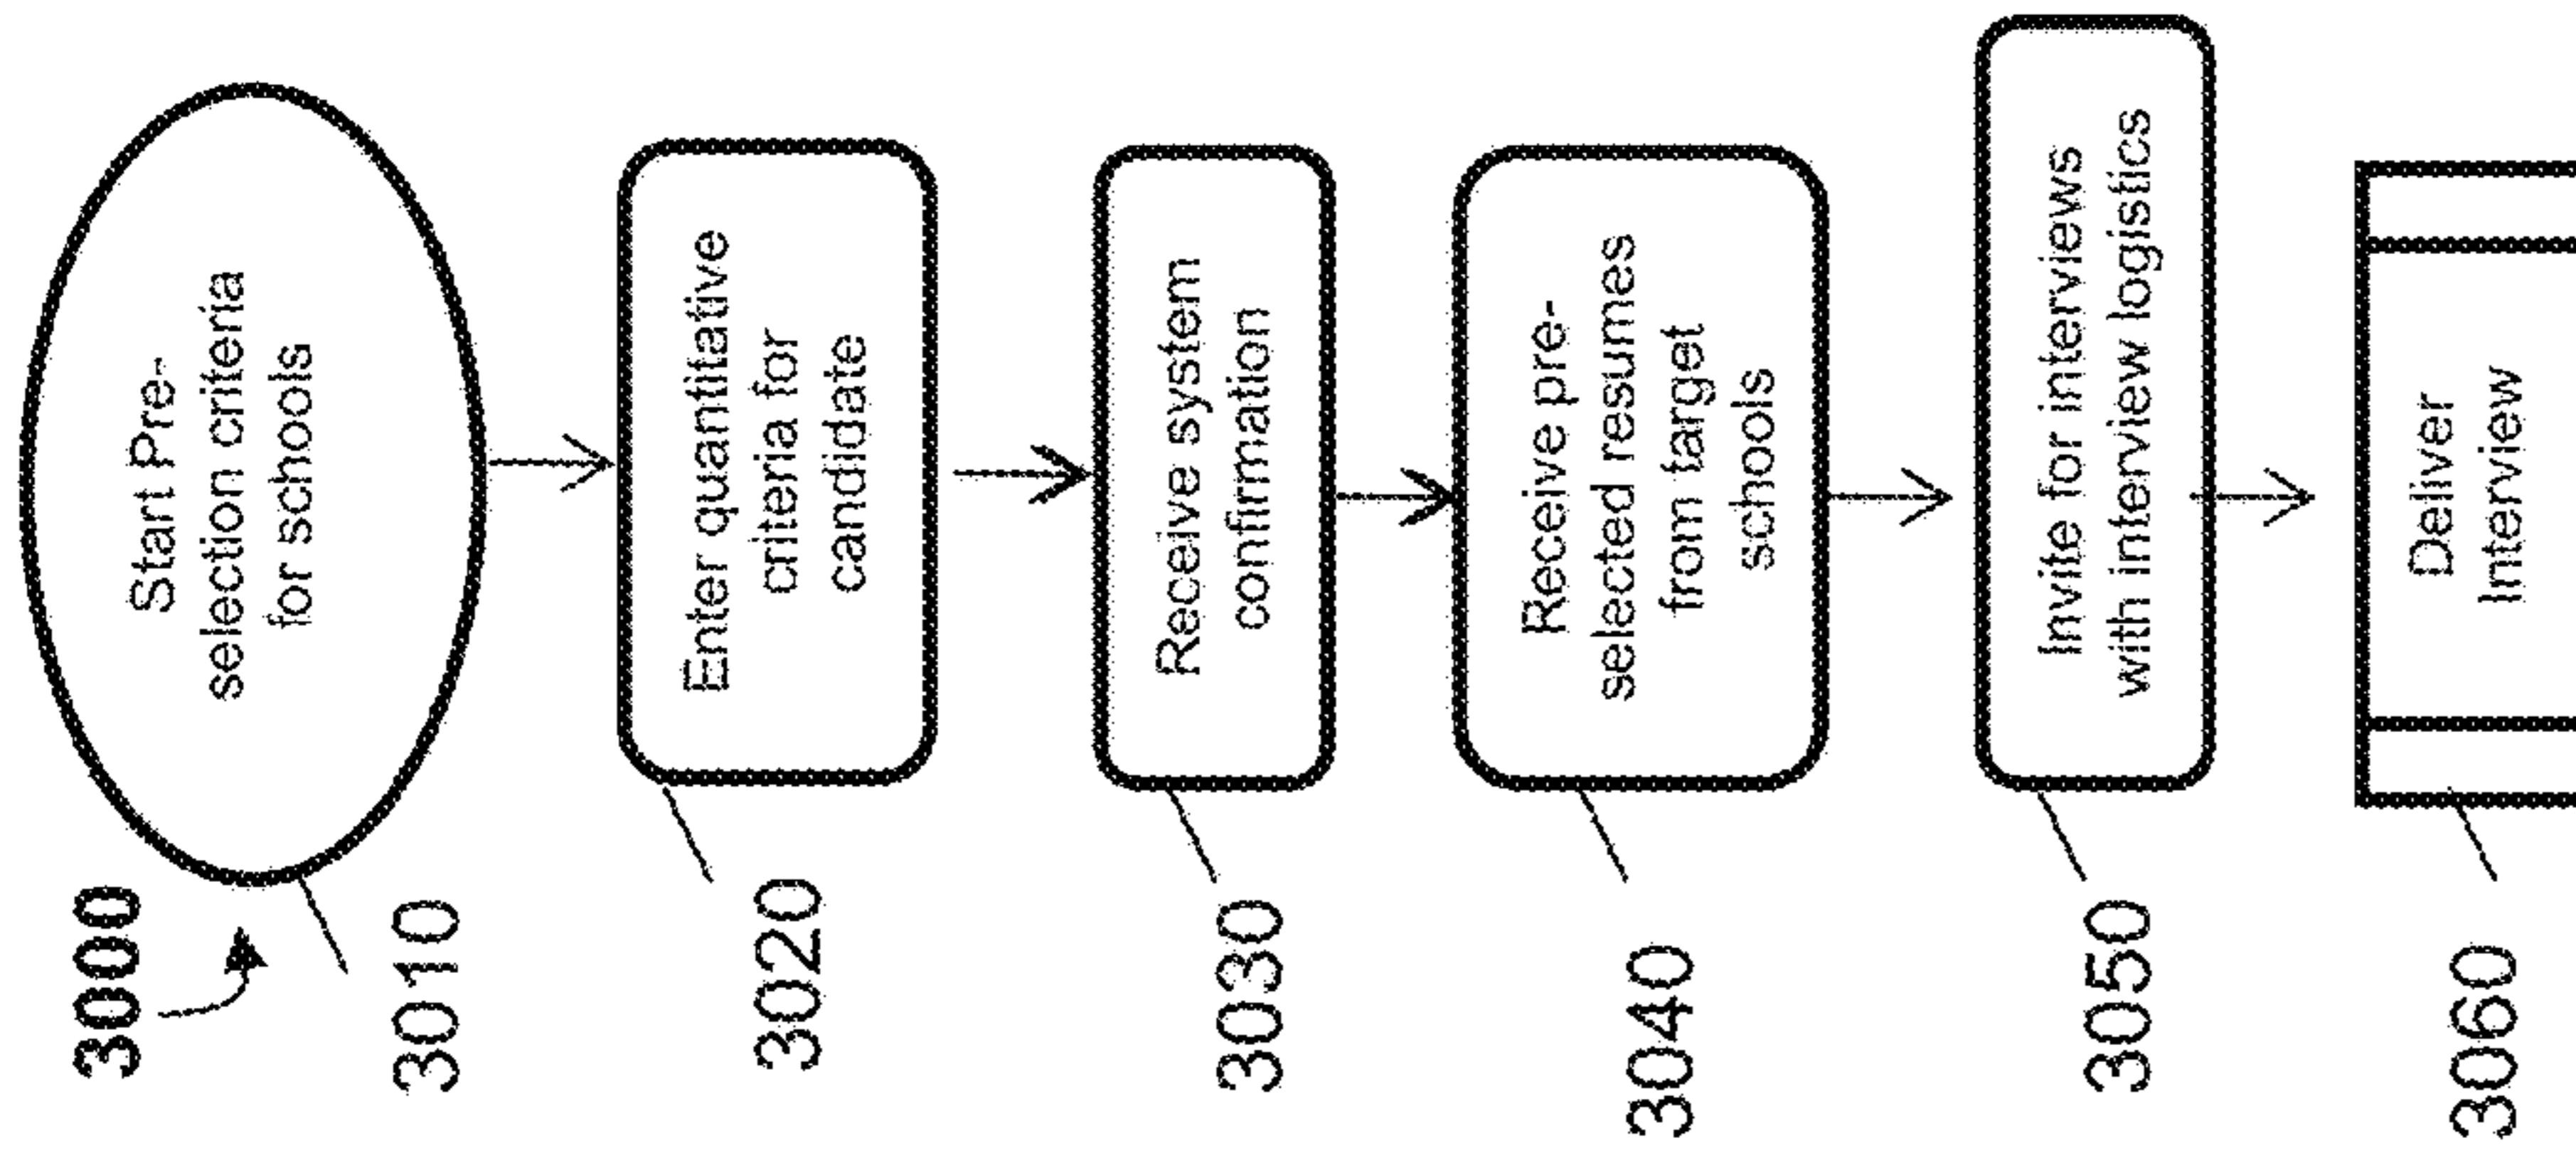 3000
Start Pre-
selection criteria
for schools
3010
Enter quantitative
criteria for
candidate
3020
Receive system
confirmation
3030
Receive pre-
selected resumes
from target
schools
3040
Invite for interviews
with interview logistics
3050
Deliver
Interview
3060